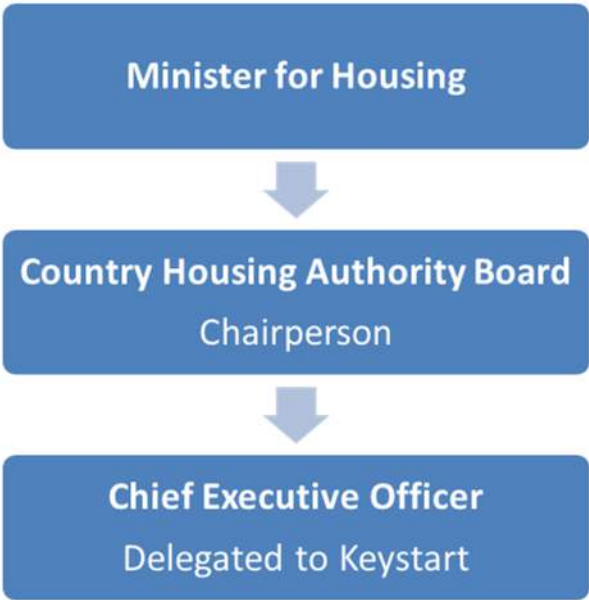 Minister for Housing
Country Housing Authority Board
Chairperson
Chief Executive Officer
Delegated to Keystart